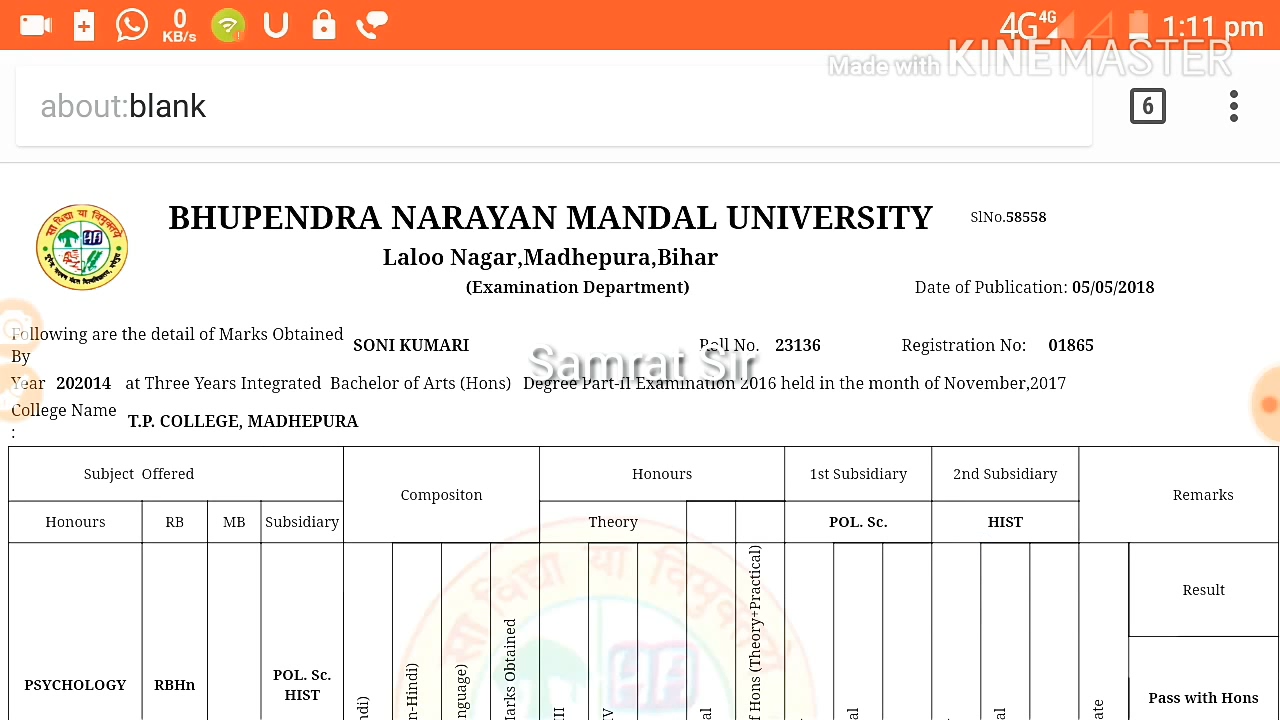 0
KB/s
4G 4G 1:11 pm
Made with KINEMASTER
about:blank
6
BHUPENDRA NARAYAN MANDAL UNIVERSITY SlNo.58558
Laloo Nagar,Madhepura,Bihar
(Examination Department) Date of Publication: 05/05/2018
Following are the detail of Marks Obtained
By
SONI KUMARI Roll No. 23136 Registration No: 01865
Samrat Sir
Year 202014 at Three Years Integrated Bachelor of Arts (Hons) Degree Part-II Examination 2016 held in the month of November,2017
College Name
:
T.P. COLLEGE, MADHEPURA
Subject Offered Compositon Honours 1st Subsidiary 2nd Subsidiary Remarks
Honours RB MB Subsidiary Theory POL. Sc. HIST
Result
PSYCHOLOGY RBHn POL. Sc.
HIST
Pass with Hons
Marks Obtained
f Hons (Theory+Practical)